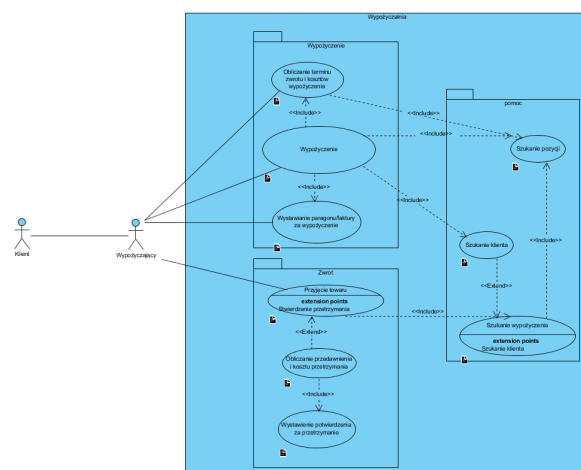 Wypożyczalnia
Wypożyczenie
Obliczanie terminu
zwrotu i kosztów
wypożyczenia
<<Include>>
<<Include>>
<<Include>>
Wypożyczenie
<<Include>>
Wystawianie paragonu/faktury
za wypożyczenie
<<Include>>
pomoc
Szukanie pozycji
<<Include>>
Szukanie klienta
<<Extend>>
Szukanie wypożyczenia
extension points
Szukanie klienta
Klient
Wypożyczający
Zwrot
Przyjęcie towaru
extension points
Stwierdzenie przetrzymania
<<Include>>
<<Extend>>
Obliczanie przedawnienia
i kosztu przetrzymania
<<Include>>
Wystawienie potwierdzenia
za przetrzymanie